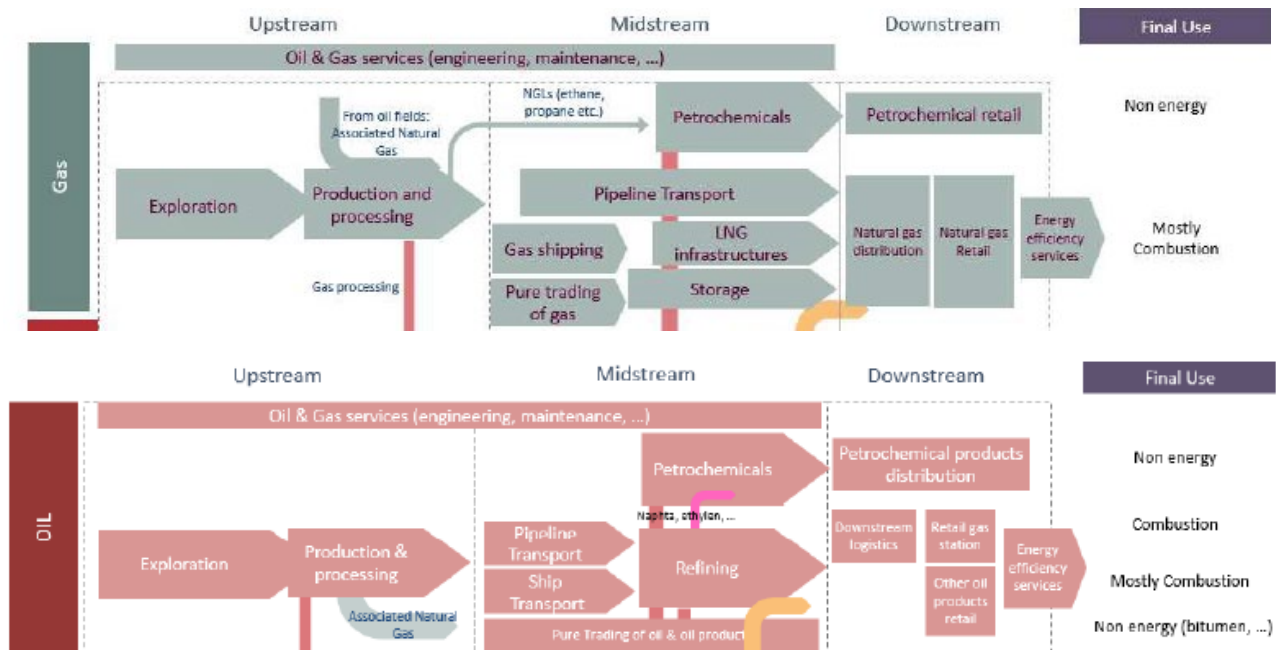 Upstream
Midstream
Downstream
Final Use
Oil & Gas services (engineering, maintenance, ...)
Gas
From oil fields:
Associated Natural
Gas
NGLs (ethane,
propane etc.)
Petrochemicals
Petrochemical retail
Non energy
Exploration
Production and
processing
Pipeline Transport
Gas shipping
LNG
infrastructures
Natural gas
distribution
Natural gas
Retail
Energy
efficiency
services
Mostly
Combustion
Gas processing
Pure trading
of gas
Storage
Upstream
Midstream
Downstream
Final Use
Oil & Gas services (engineering, maintenance, ...)
OIL
Petrochemicals
Petrochemical products
distribution
Non energy
Naphta, ethylen, ...
Exploration
Production &
processing
Pipeline
Transport
Ship
Transport
Refining
Downstream
logistics
Retail gas
station
Other oil
products
retail
Energy
efficiency
services
Combustion
Mostly Combustion
Non energy (bitumen, ...)
Associated Natural
Gas
Pure Trading of oil & oil product